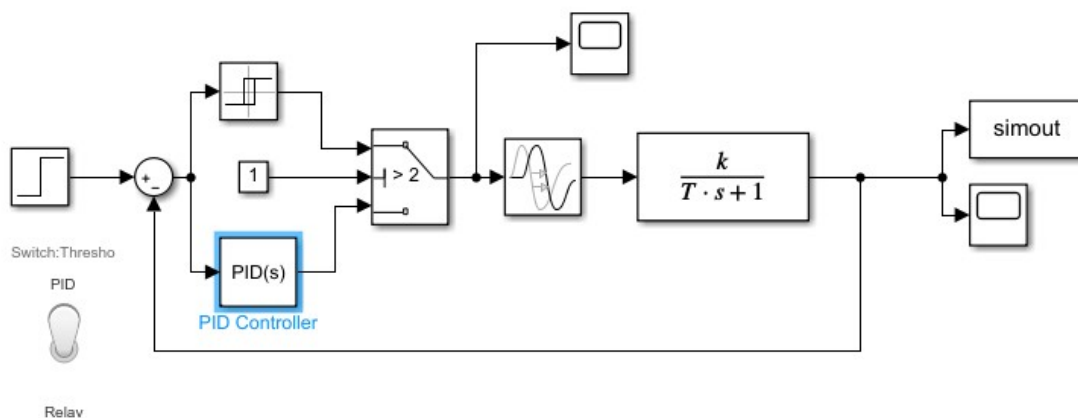 simout
1
> 2
k
T · s + 1
+
−
Switch:Thresho
PID
PID(s)
PID Controller
Relay